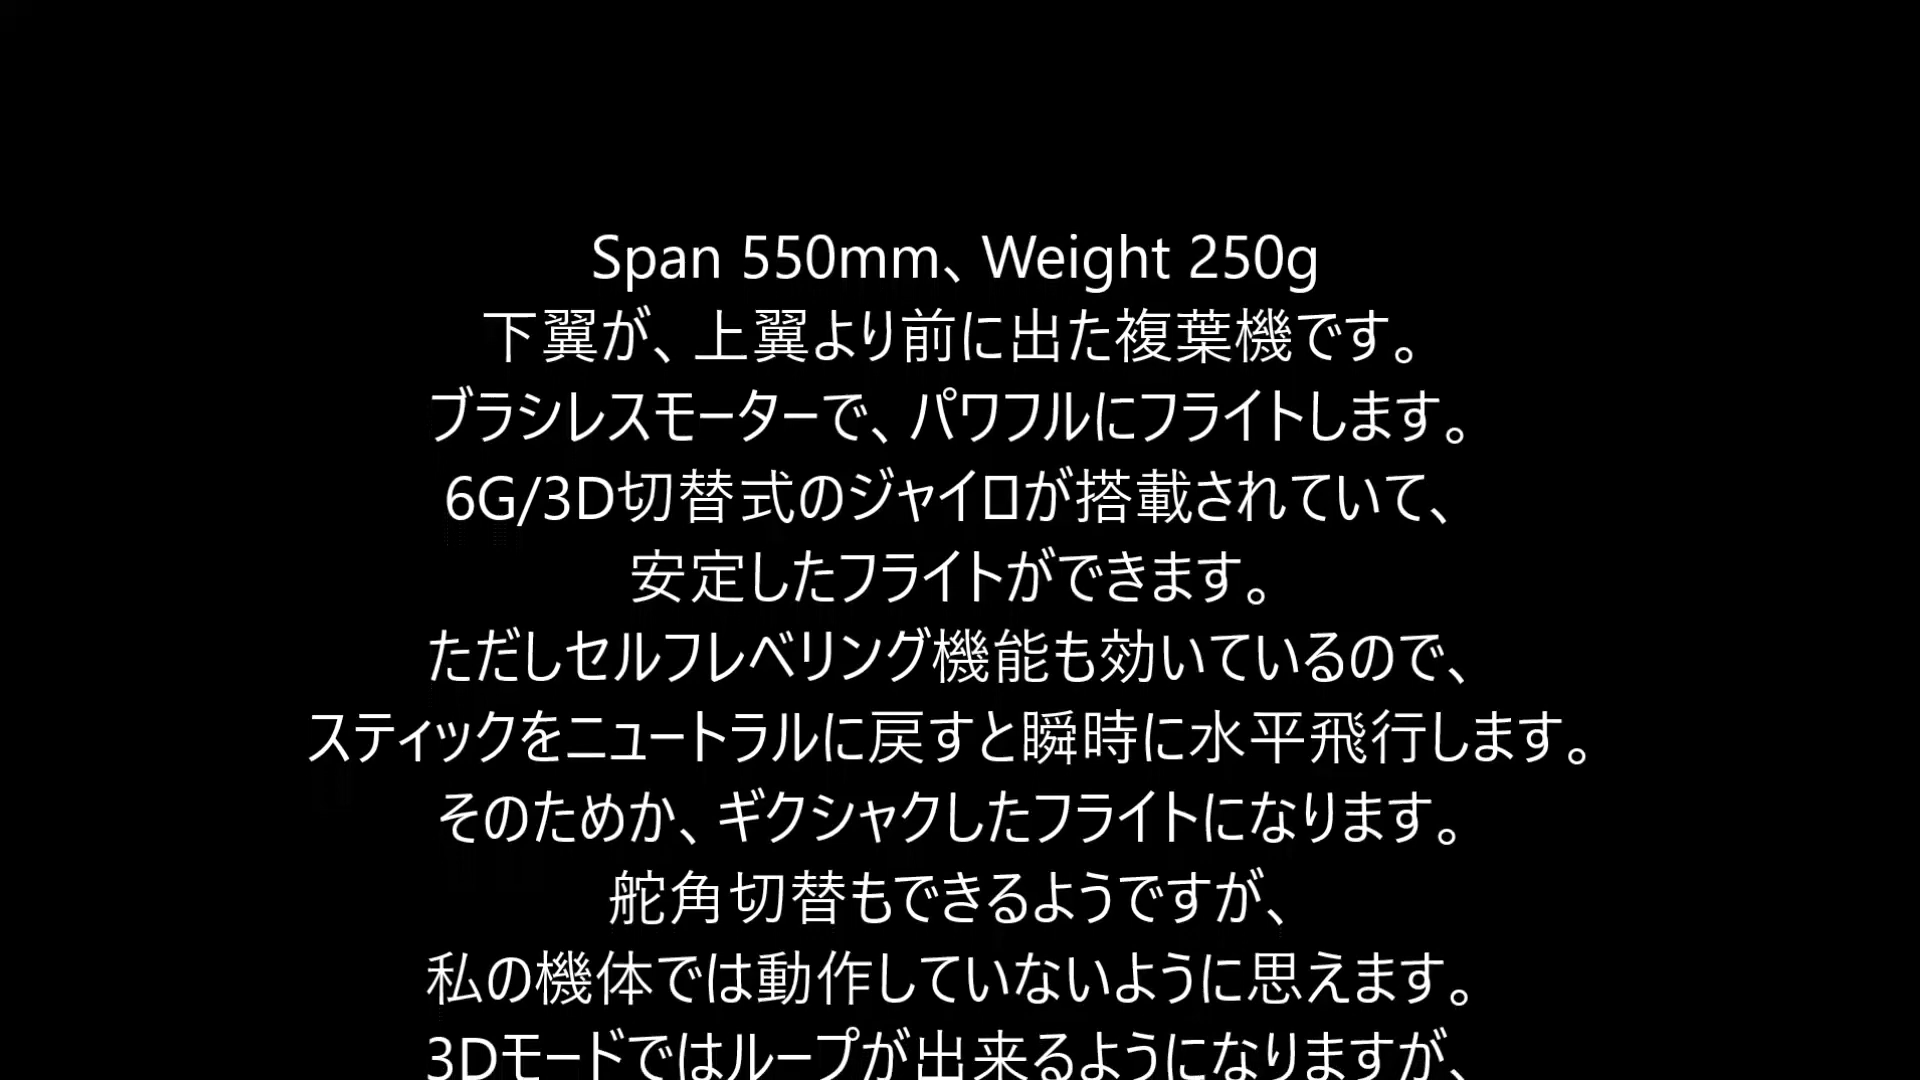 Span 550mm、Weight 250g
下翼が、上翼より前に出た複葉機です。
ブラシレスモーターで、パワフルにフライトします。
6G/3D切替式のジャイロが搭載されていて、
安定したフライトができます。
ただしセルフレベリング機能も効いているので、
スティックをニュートラルに戻すと瞬時に水平飛行します。
そのためか、ギクシャクしたフライトになります。
舵角切替もできるようですが、
私の機体では動作していないように思えます。
3Dモードではループが出来るようになりますが、